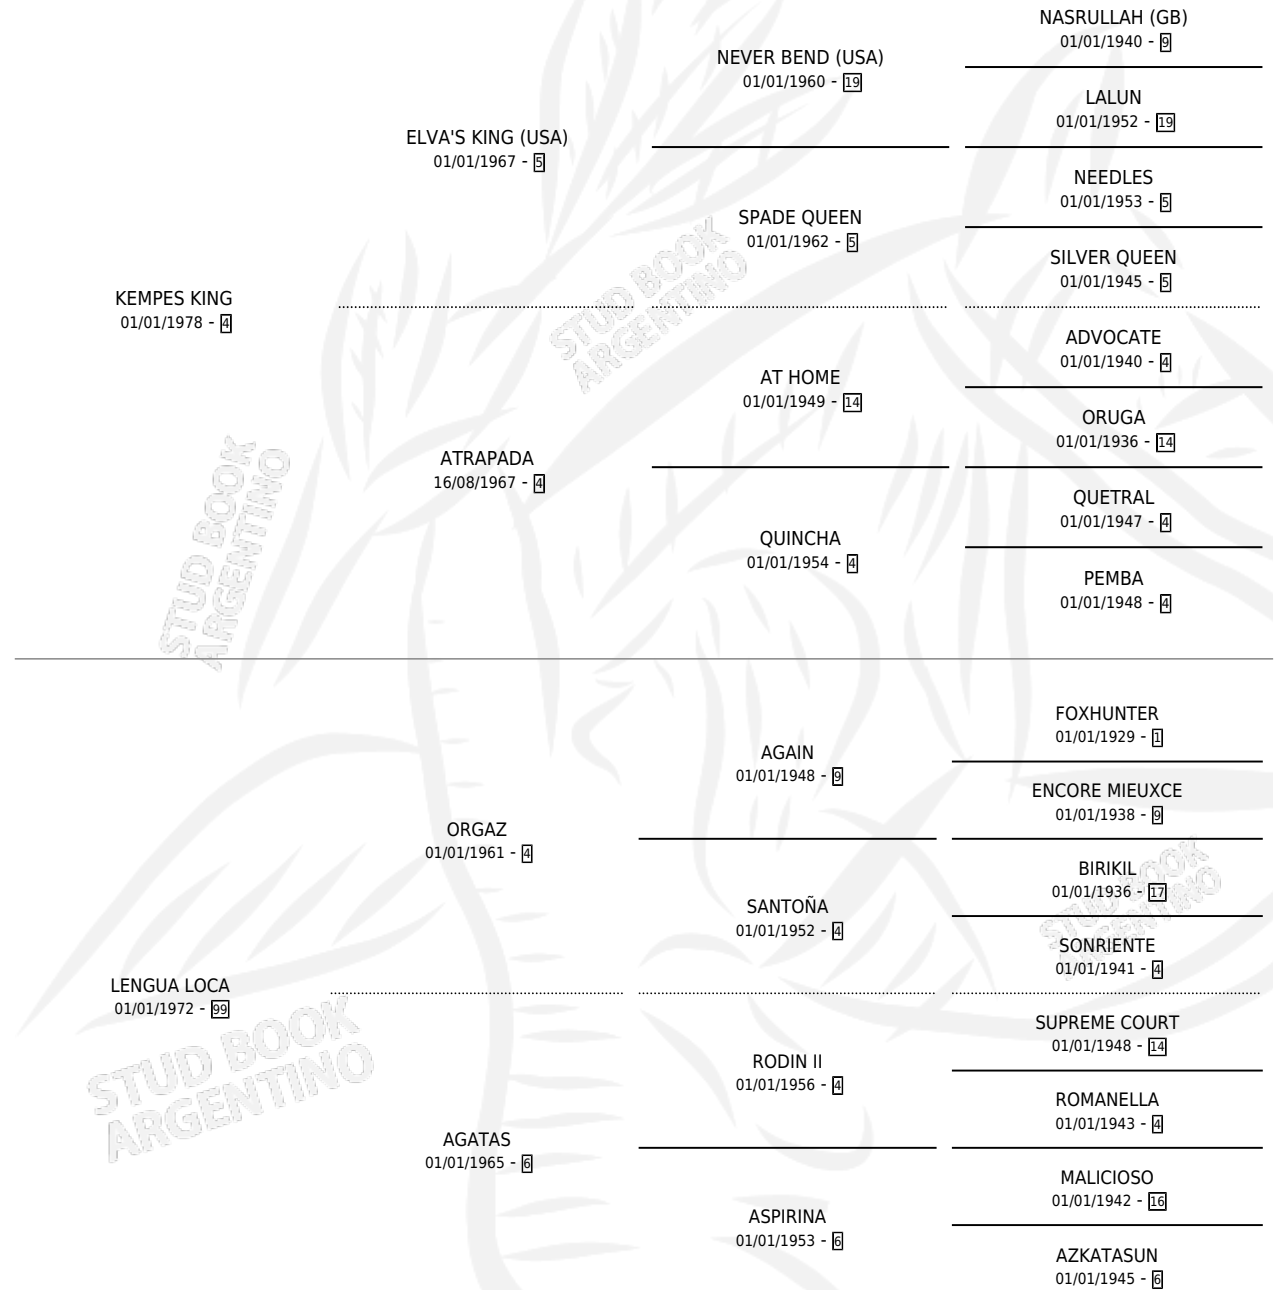 NASRULLAH (GB)
01/01/1940 - 9
NEVER BEND (USA)
01/01/1960 - 19
LALUN
01/01/1952 - 19
ELVA'S KING (USA)
01/01/1967 - 5
NEEDLES
01/01/1953 - 5
SPADE QUEEN
01/01/1962 - 5
SILVER QUEEN
01/01/1945 - 5
STUD BOOK
ARGENTINO
KEMPES KING
01/01/1978 - 4
ADVOCATE
01/01/1940 - 4
AT HOME
01/01/1949 - 14
ORUGA
01/01/1936 - 14
ATRAPADA
16/08/1967 - 4
QUETRAL
01/01/1947 - 4
QUINCHA
01/01/1954 - 4
PEMBA
01/01/1948 - 4
STUD BOOK
ARGENTINO
FOXHUNTER
01/01/1929 - 1
AGAIN
01/01/1948 - 9
ENCORE MIEUXCE
01/01/1938 - 9
ORGAZ
01/01/1961 - 4
BIRIKIL
01/01/1936 - 17
SANTOÑA
01/01/1952 - 4
SONRIENTE
01/01/1941 - 4
STUD BOOK
ARGENTINO
LENGUA LOCA
01/01/1972 - 99
SUPREME COURT
01/01/1948 - 14
RODIN II
01/01/1956 - 4
ROMANELLA
01/01/1943 - 4
STUD BOOK
ARGENTINO
AGATAS
01/01/1965 - 6
MALICIOSO
01/01/1942 - 16
ASPIRINA
01/01/1953 - 6
AZKATASUN
01/01/1945 - 6